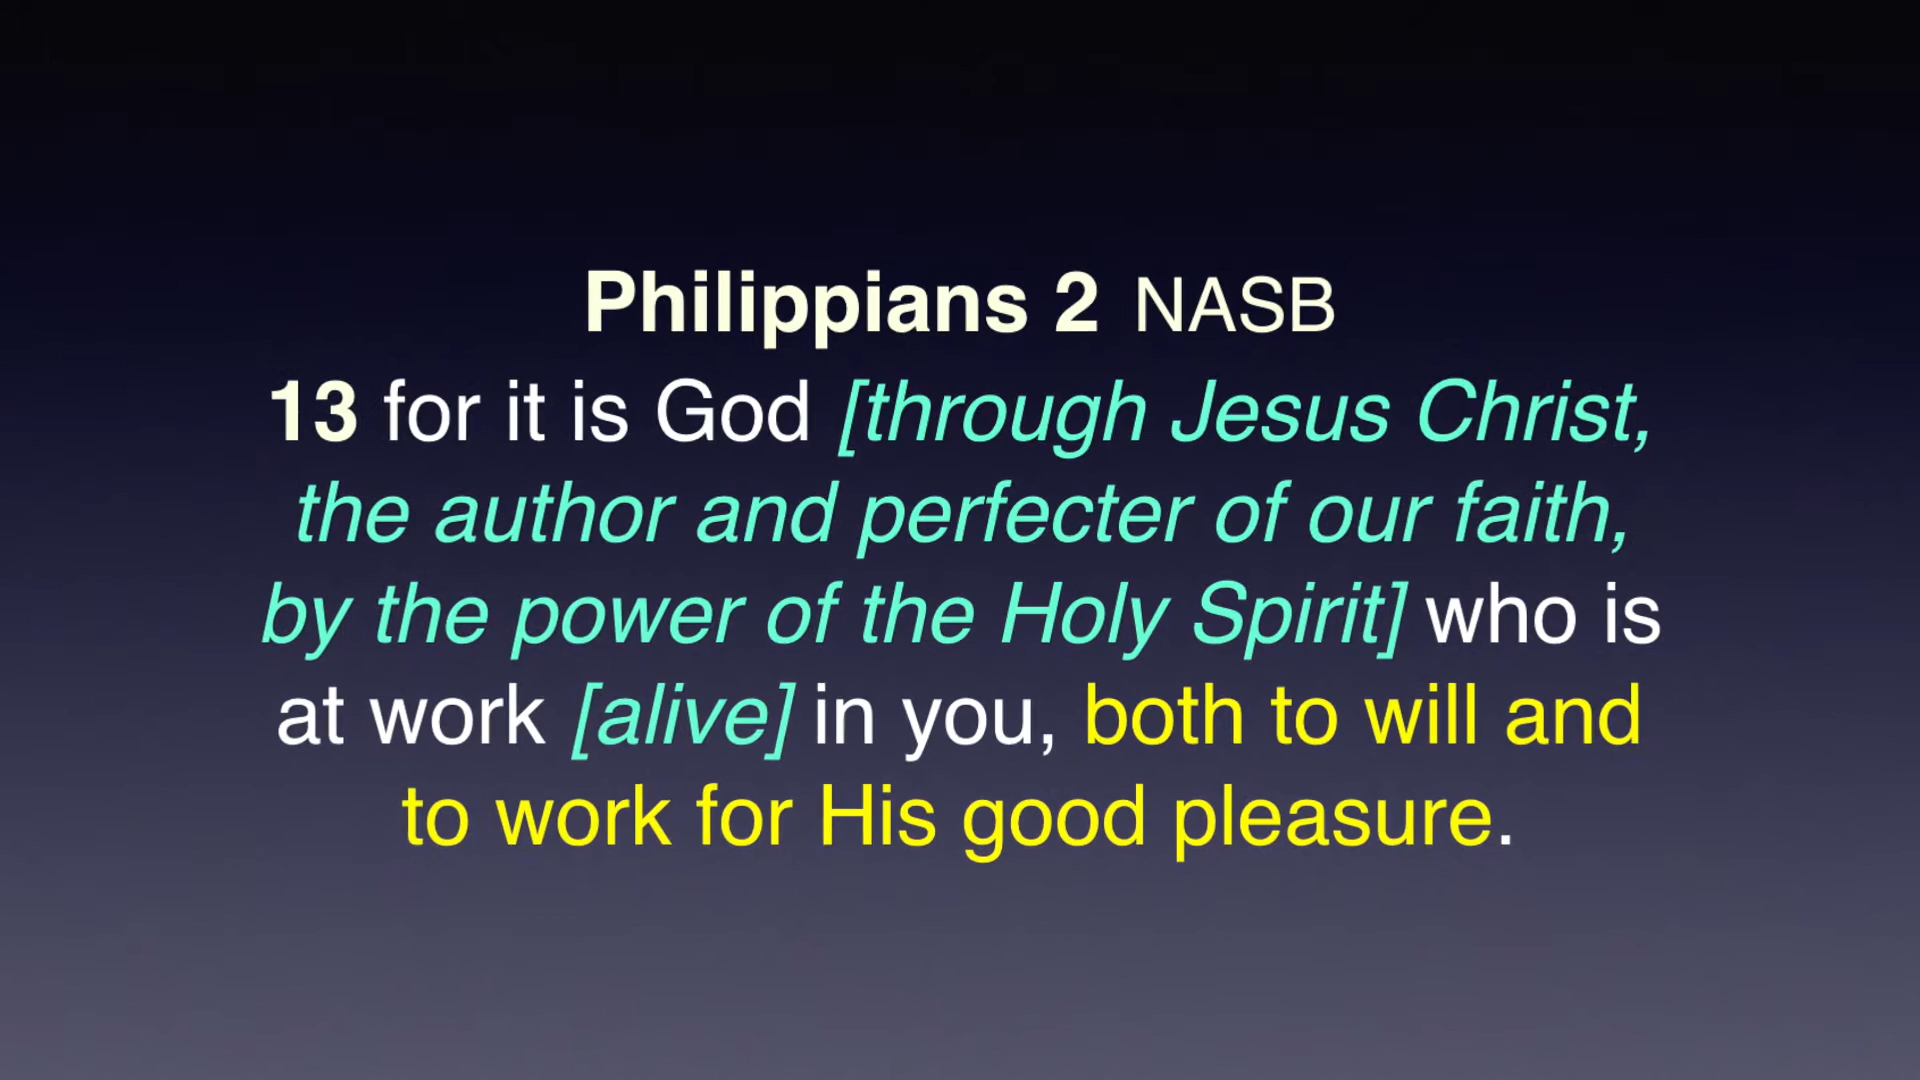 Philippians 2 NASB
13 for it is God [through Jesus Christ,
the author and perfecter of our faith,
by the power of the Holy Spirit] who is
at work [alive] in you, both to will and
to work for His good pleasure.